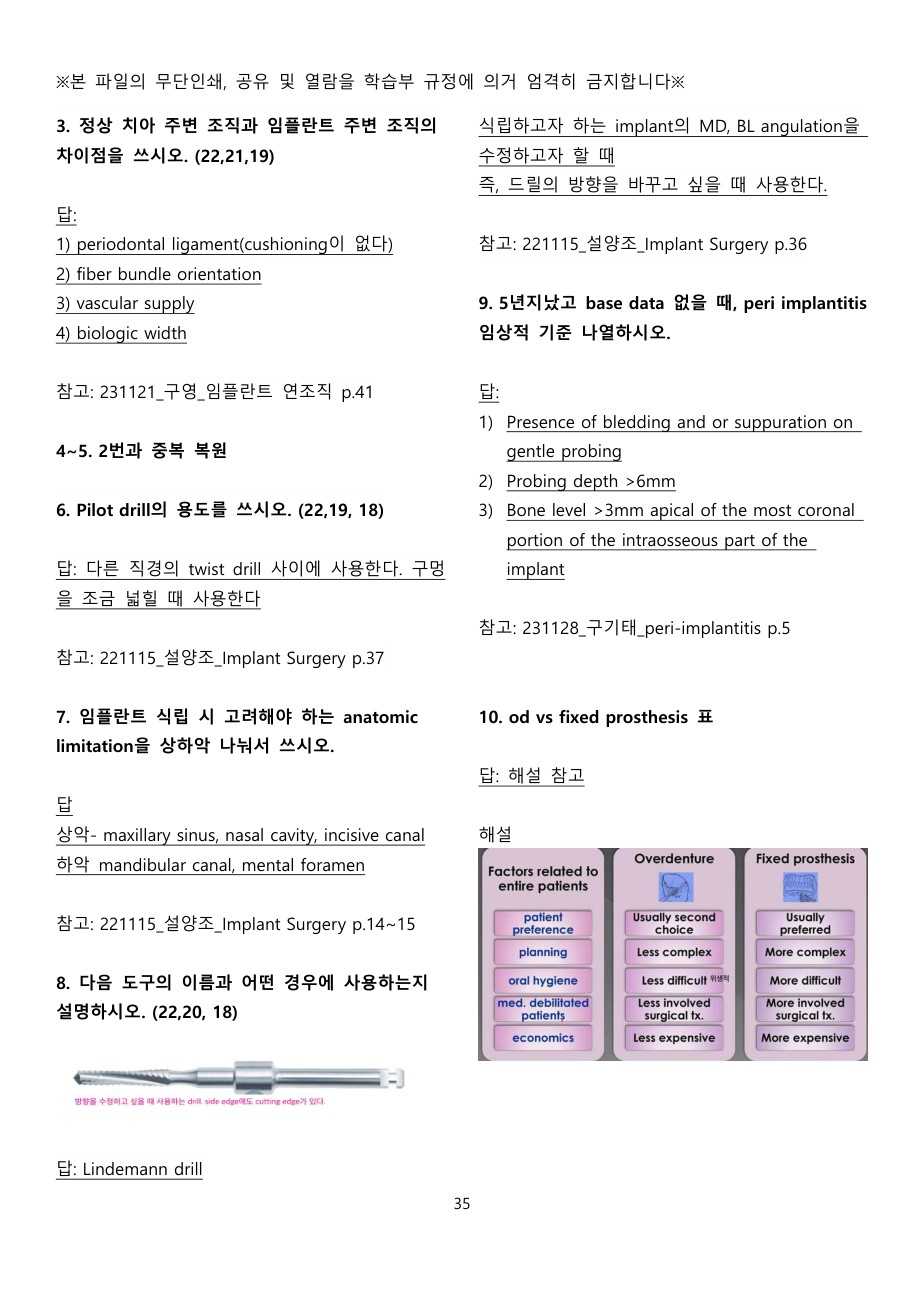 ※본 파일의 무단인쇄, 공유 및 열람을 학습부 규정에 의거 엄격히 금지합니다※
3. 정상 치아 주변 조직과 임플란트 주변 조직의
차이점을 쓰시오. (22,21,19)
답:
1) periodontal ligament(cushioning이 없다)
2) fiber bundle orientation
3) vascular supply
4) biologic width
참고: 231121_구영_임플란트 연조직 p.41
4~5. 2번과 중복 복원
6. Pilot drill의 용도를 쓰시오. (22,19, 18)
답: 다른 직경의 twist drill 사이에 사용한다. 구멍
을 조금 넓힐 때 사용한다
참고: 221115_설양조_Implant Surgery p.37
7. 임플란트 식립 시 고려해야 하는 anatomic
limitation을 상하악 나눠서 쓰시오.
답
상악- maxillary sinus, nasal cavity, incisive canal
하악 mandibular canal, mental foramen
참고: 221115_설양조_Implant Surgery p.14~15
8. 다음 도구의 이름과 어떤 경우에 사용하는지
설명하시오. (22,20, 18)
방향을 수정하고 싶을 때 사용하는 drill. side edge에도 cutting edge가 있다.
답: Lindemann drill
식립하고자 하는 implant의 MD, BL angulation을
수정하고자 할 때
즉, 드릴의 방향을 바꾸고 싶을 때 사용한다.
참고: 221115_설양조_Implant Surgery p.36
9. 5년지났고 base data 없을 때, peri implantitis
임상적 기준 나열하시오.
답:
1) Presence of bledding and or suppuration on
gentle probing
2) Probing depth >6mm
3) Bone level >3mm apical of the most coronal
portion of the intraosseous part of the
implant
참고: 231128_구기태_peri-implantitis p.5
10. od vs fixed prosthesis 표
답: 해설 참고
해설
Factors related to entire patients Overdenture Fixed prosthesis
patient preference Usually second choice Usually preferred
planning Less complex More complex
oral hygiene Less difficult 위생적 More difficult
med. debilitated patients Less involved surgical tx. More involved surgical tx.
economics Less expensive More expensive
35